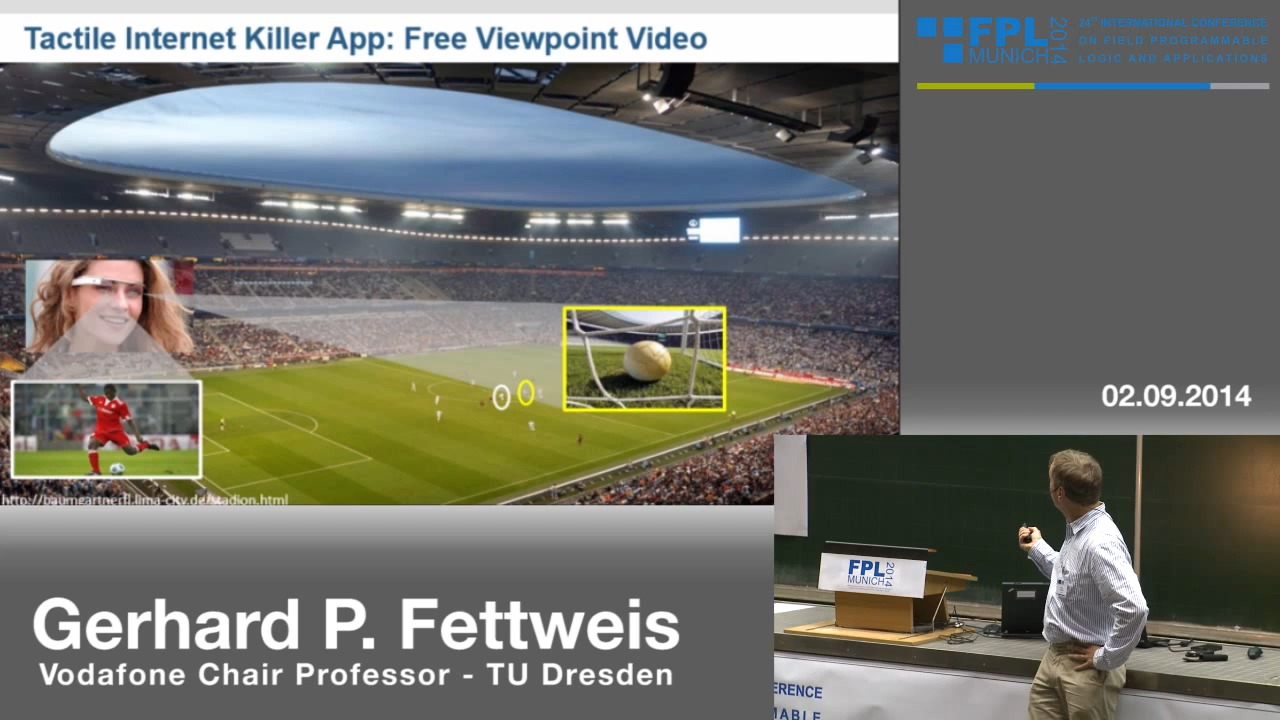 Tactile Internet Killer App: Free Viewpoint Video
http://baumgartnerfl.lima-city.de/stadion.html
FPL
MUNICH
2014
24th INTERNATIONAL CONFERENCE
ON FIELD PROGRAMMABLE
LOGIC AND APPLICATIONS
02.09.2014
FPL
MUNICH
2014
ERENCE
MABLE
Gerhard P. Fettweis
Vodafone Chair Professor - TU Dresden